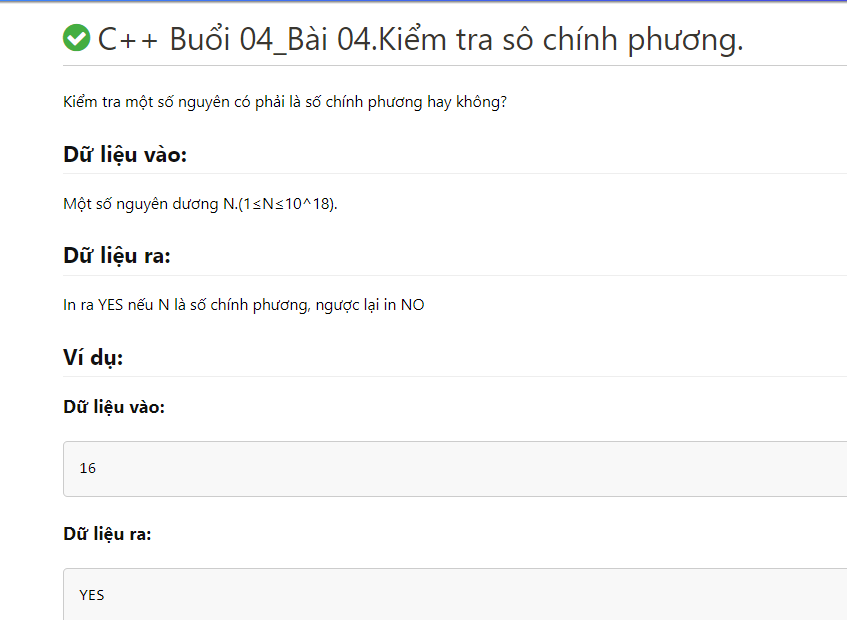 C++ Buổi 04_Bài 04.Kiểm tra sô chính phương.
Kiểm tra một số nguyên có phải là số chính phương hay không?
Dữ liệu vào:
Một số nguyên dương N.(1≤N≤10^18).
Dữ liệu ra:
In ra YES nếu N là số chính phương, ngược lại in NO
Ví dụ:
Dữ liệu vào:
16
Dữ liệu ra:
YES